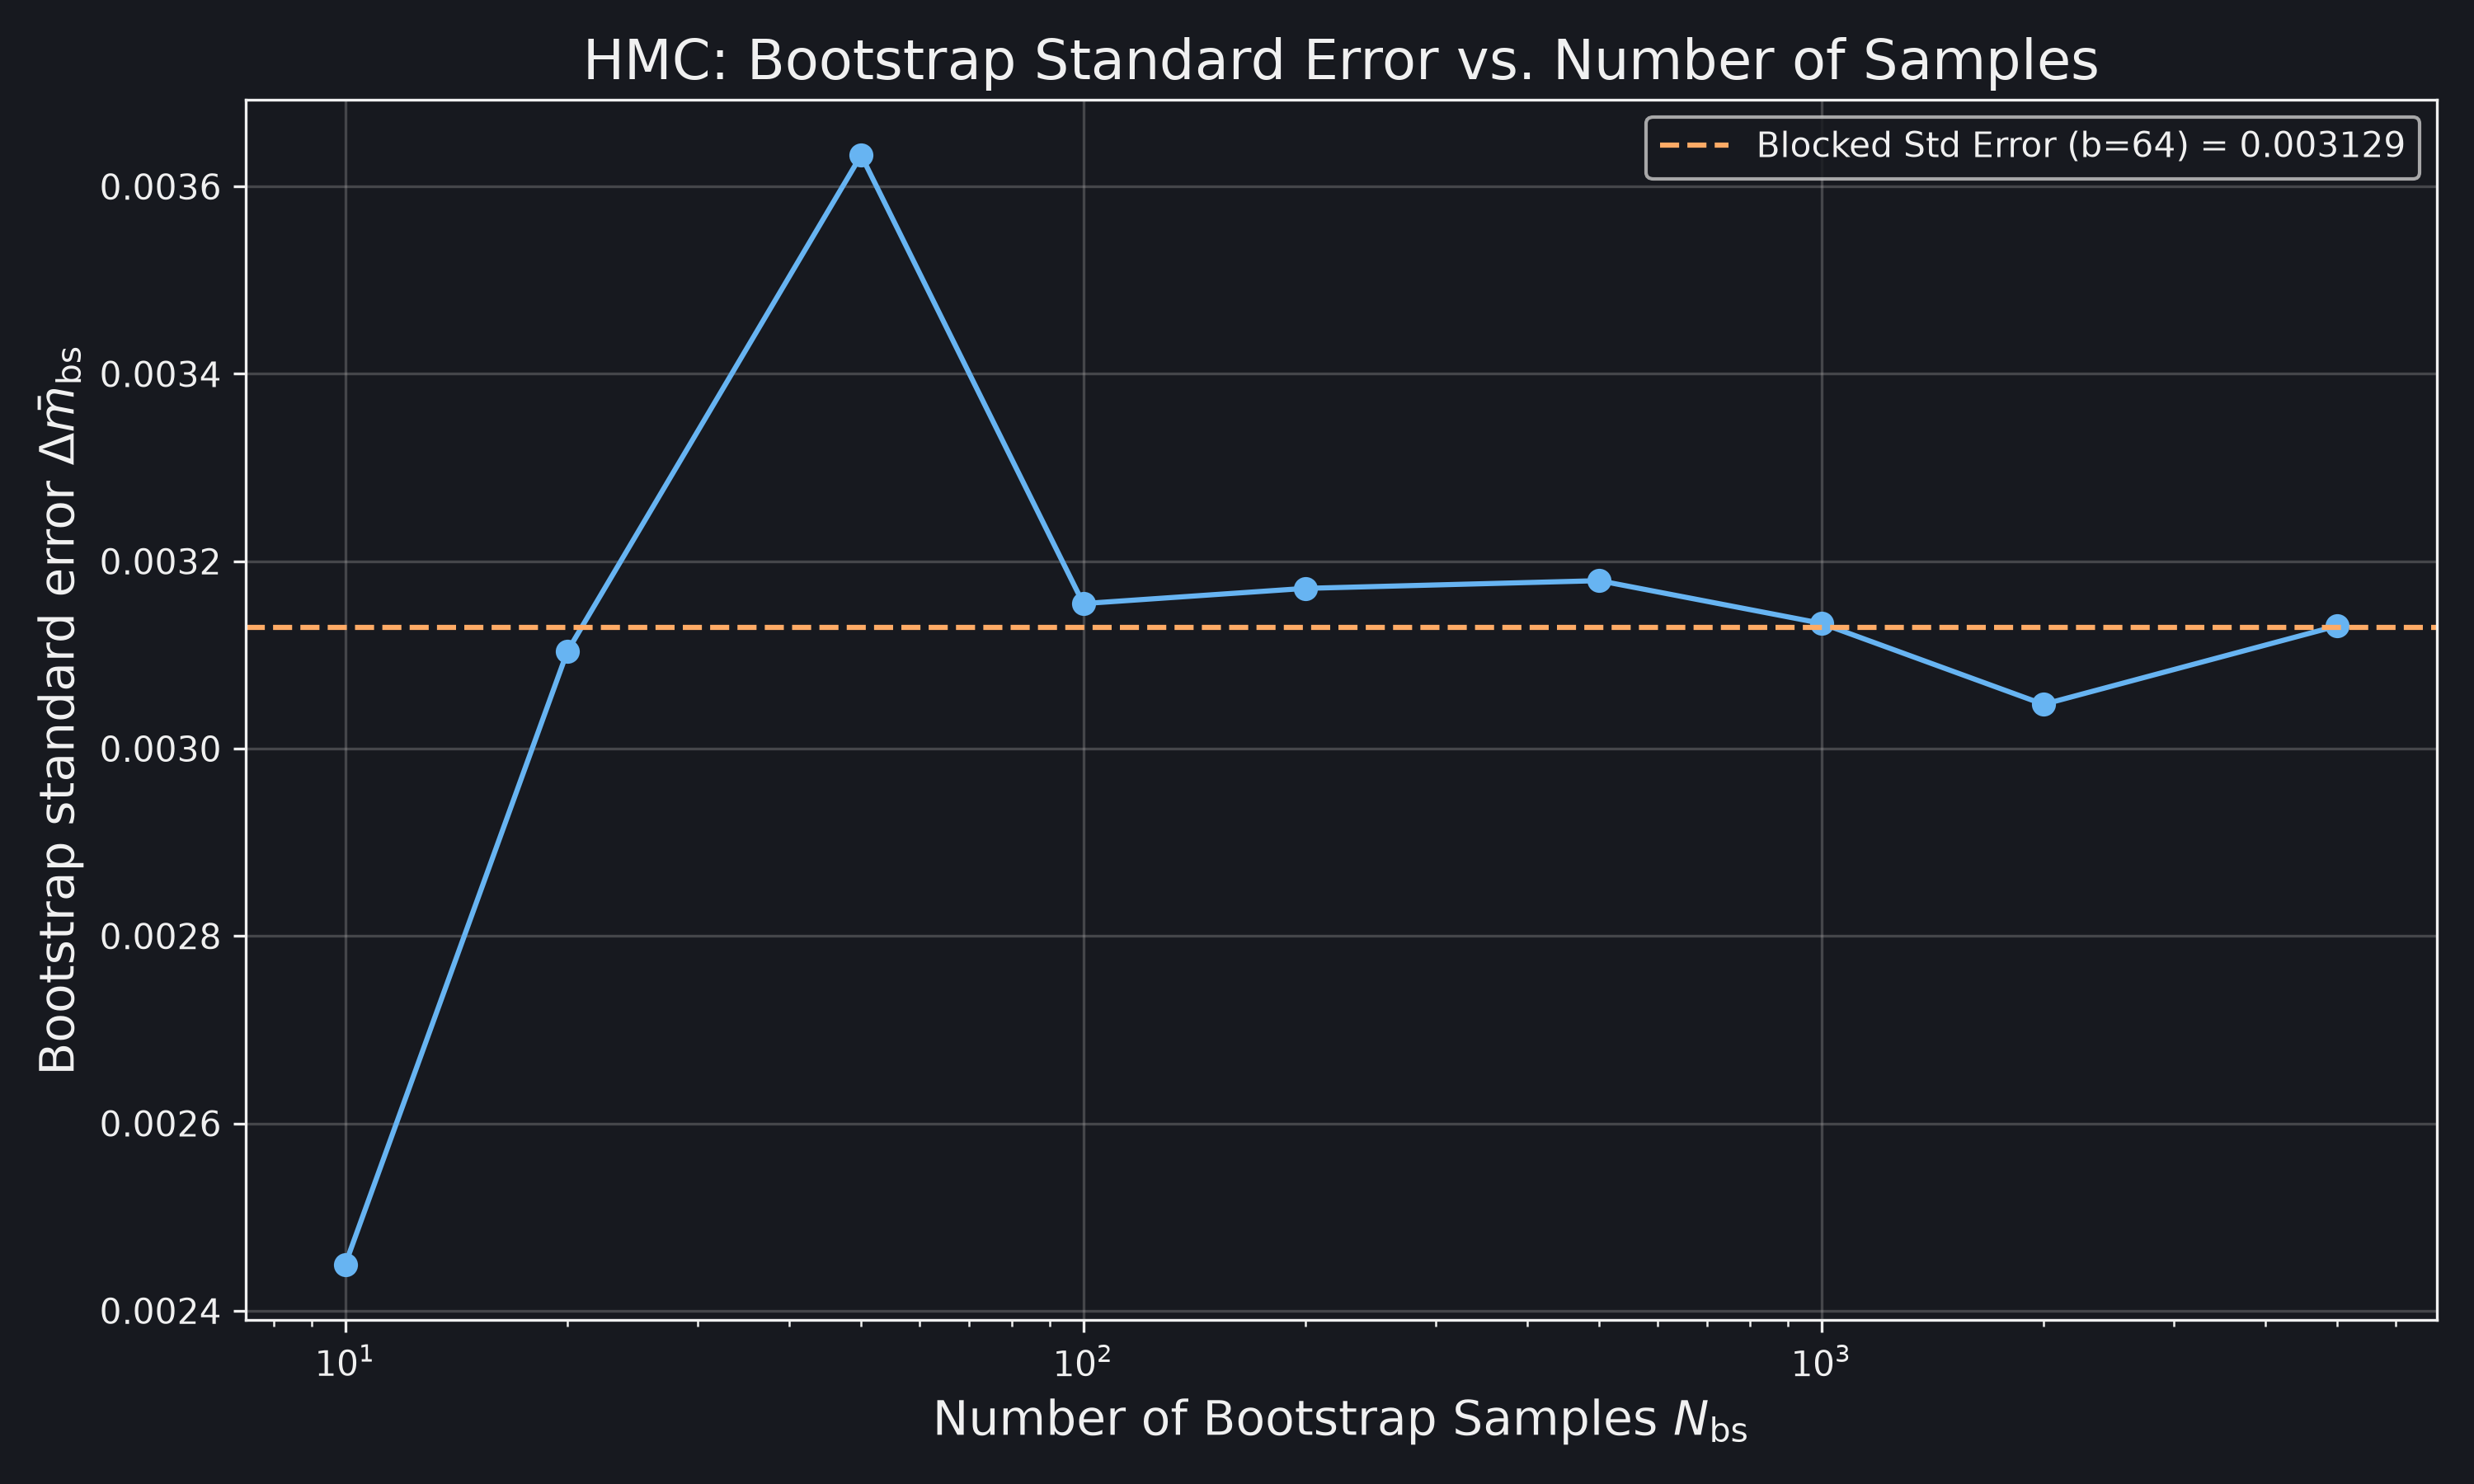 HMC: Bootstrap Standard Error vs. Number of Samples
Blocked Std Error (b=64) = 0.003129
Bootstrap standard error Δm̄bs
0.0036
0.0034
0.0032
0.0030
0.0028
0.0026
0.0024
10¹ 10² 10³
Number of Bootstrap Samples Nbs